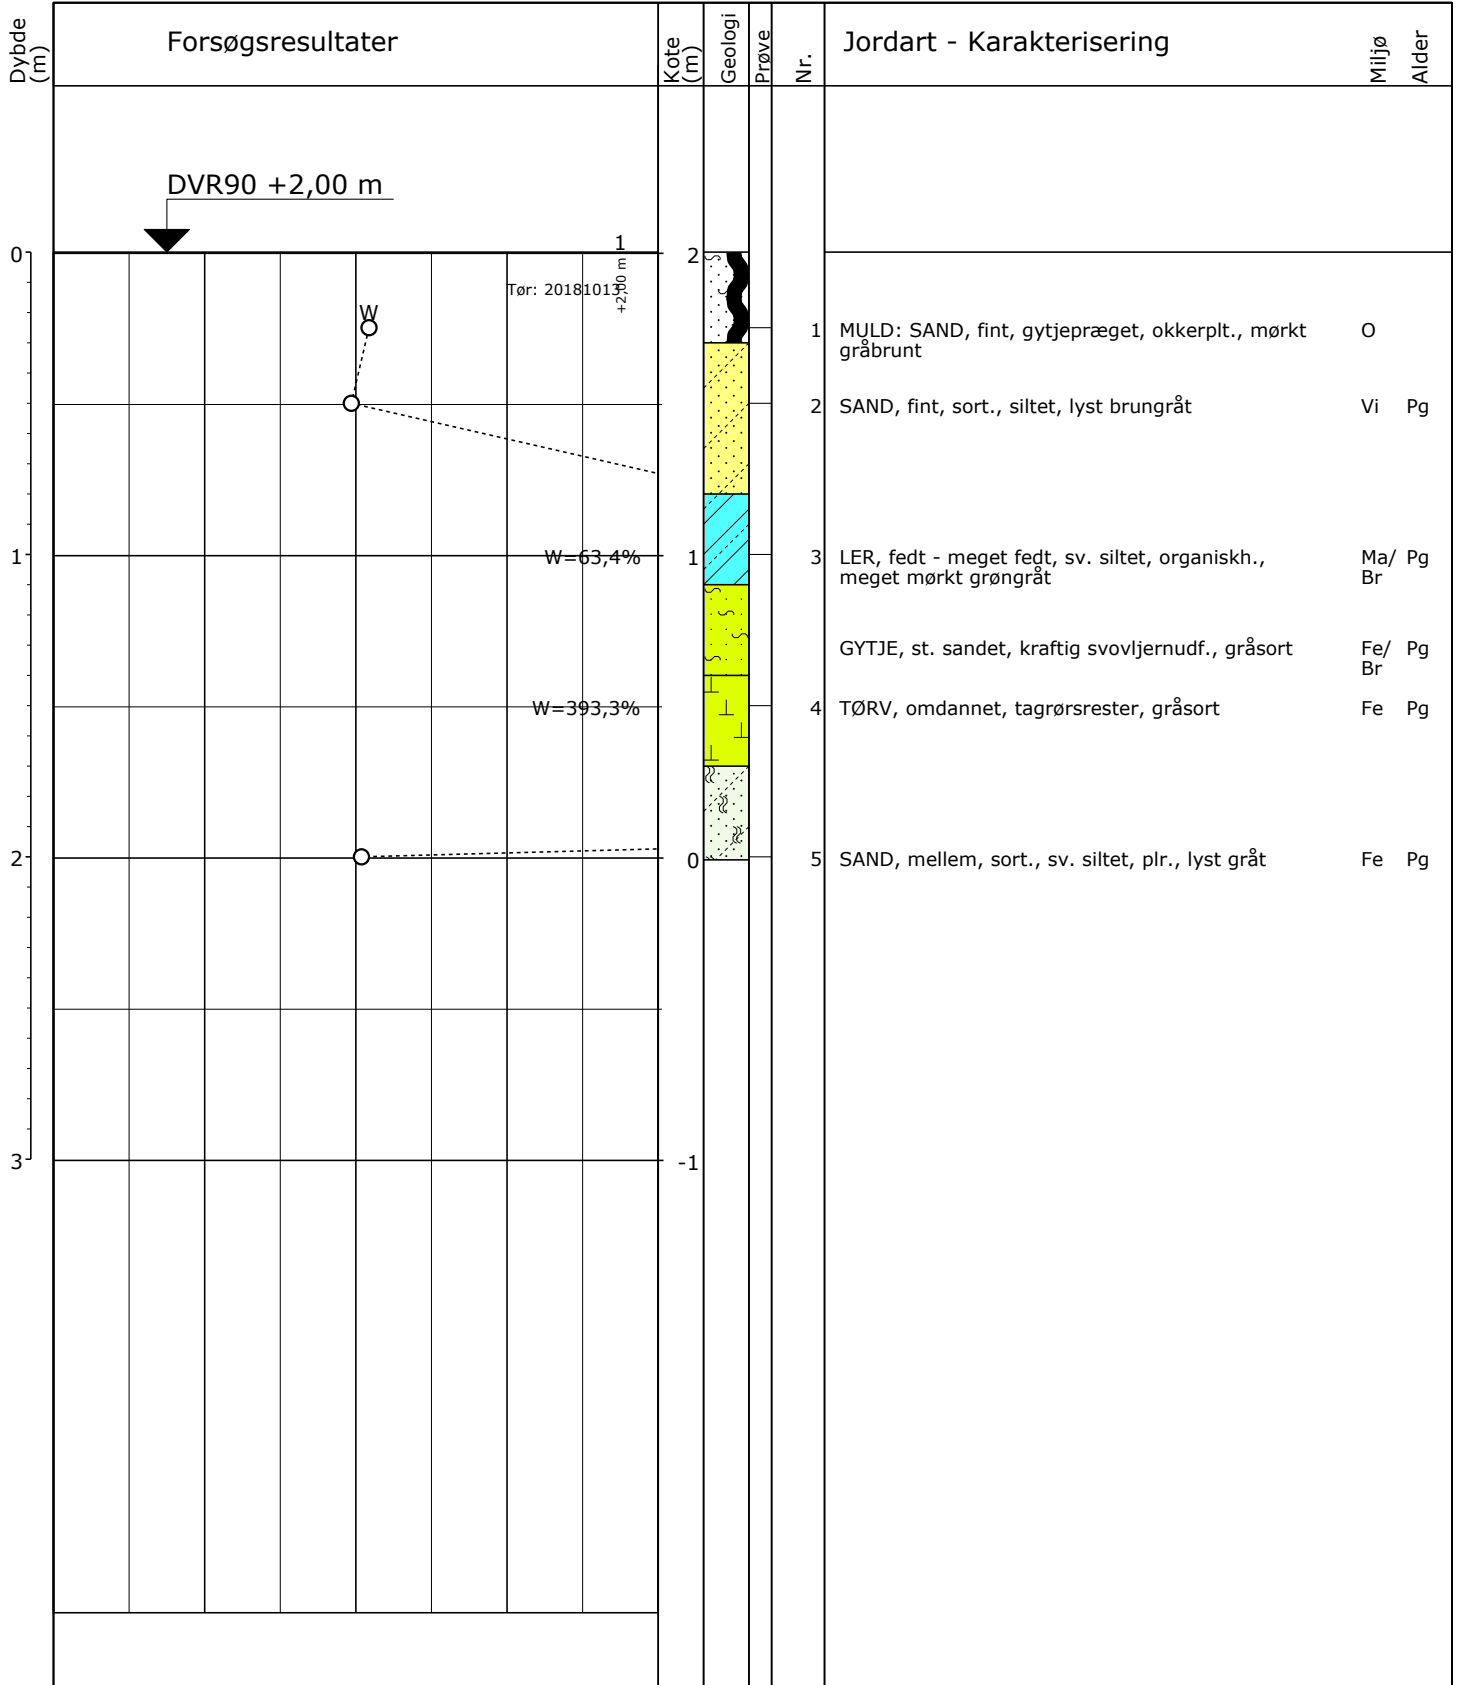 Dybde
(m)
Forsøgsresultater
Kote
(m)
Geologi
Prøve
Nr.
Jordart - Karakterisering
Miljø
Alder
DVR90 +2,00 m
1
+2,00 m
0
2
Tør: 20181013
W
1 MULD: SAND, fint, gytjepræget, okkerplt., mørkt O
gråbrunt
2 SAND, fint, sort., siltet, lyst brungråt Vi Pg
1 W=63,4% 1 3 LER, fedt - meget fedt, sv. siltet, organiskh., Ma/ Pg
meget mørkt grøngråt Br
GYTJE, st. sandet, kraftig svovljernudf., gråsort Fe/ Pg
Br
W=393,3% 4 TØRV, omdannet, tagrørsrester, gråsort Fe Pg
2 0 5 SAND, mellem, sort., sv. siltet, plr., lyst gråt Fe Pg
3 -1